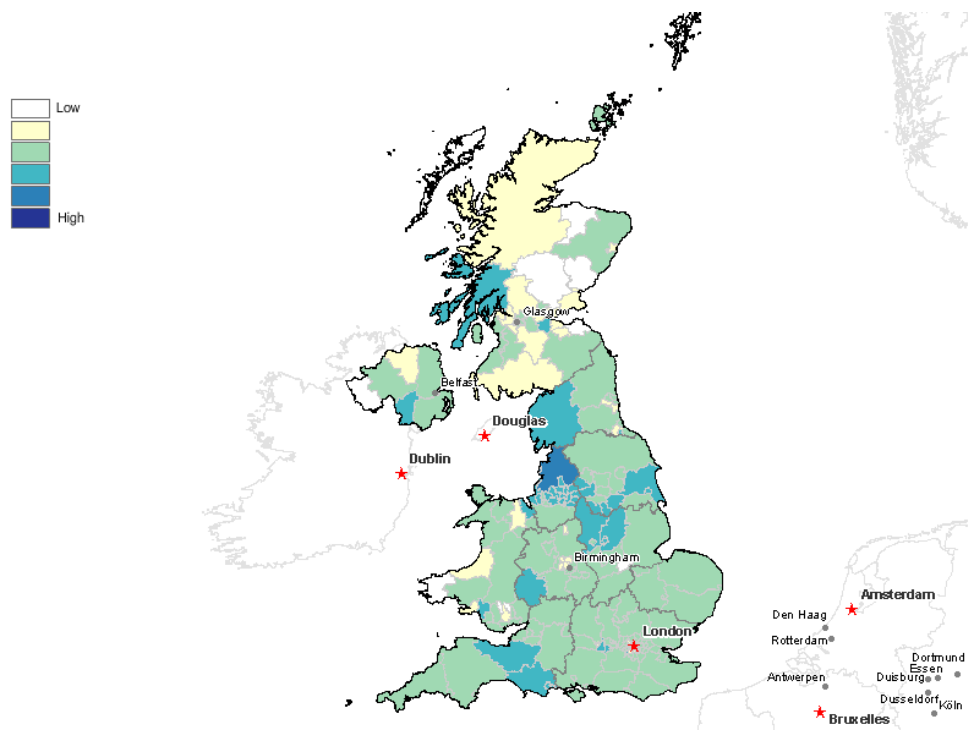 Low
High
Glasgow
Belfast
Douglas
Dublin
Birmingham
Amsterdam
Den Haag
London
Rotterdam
Dortmund
Essen
Antwerpen
Duisburg
Dusseldorf
Köln
Bruxelles